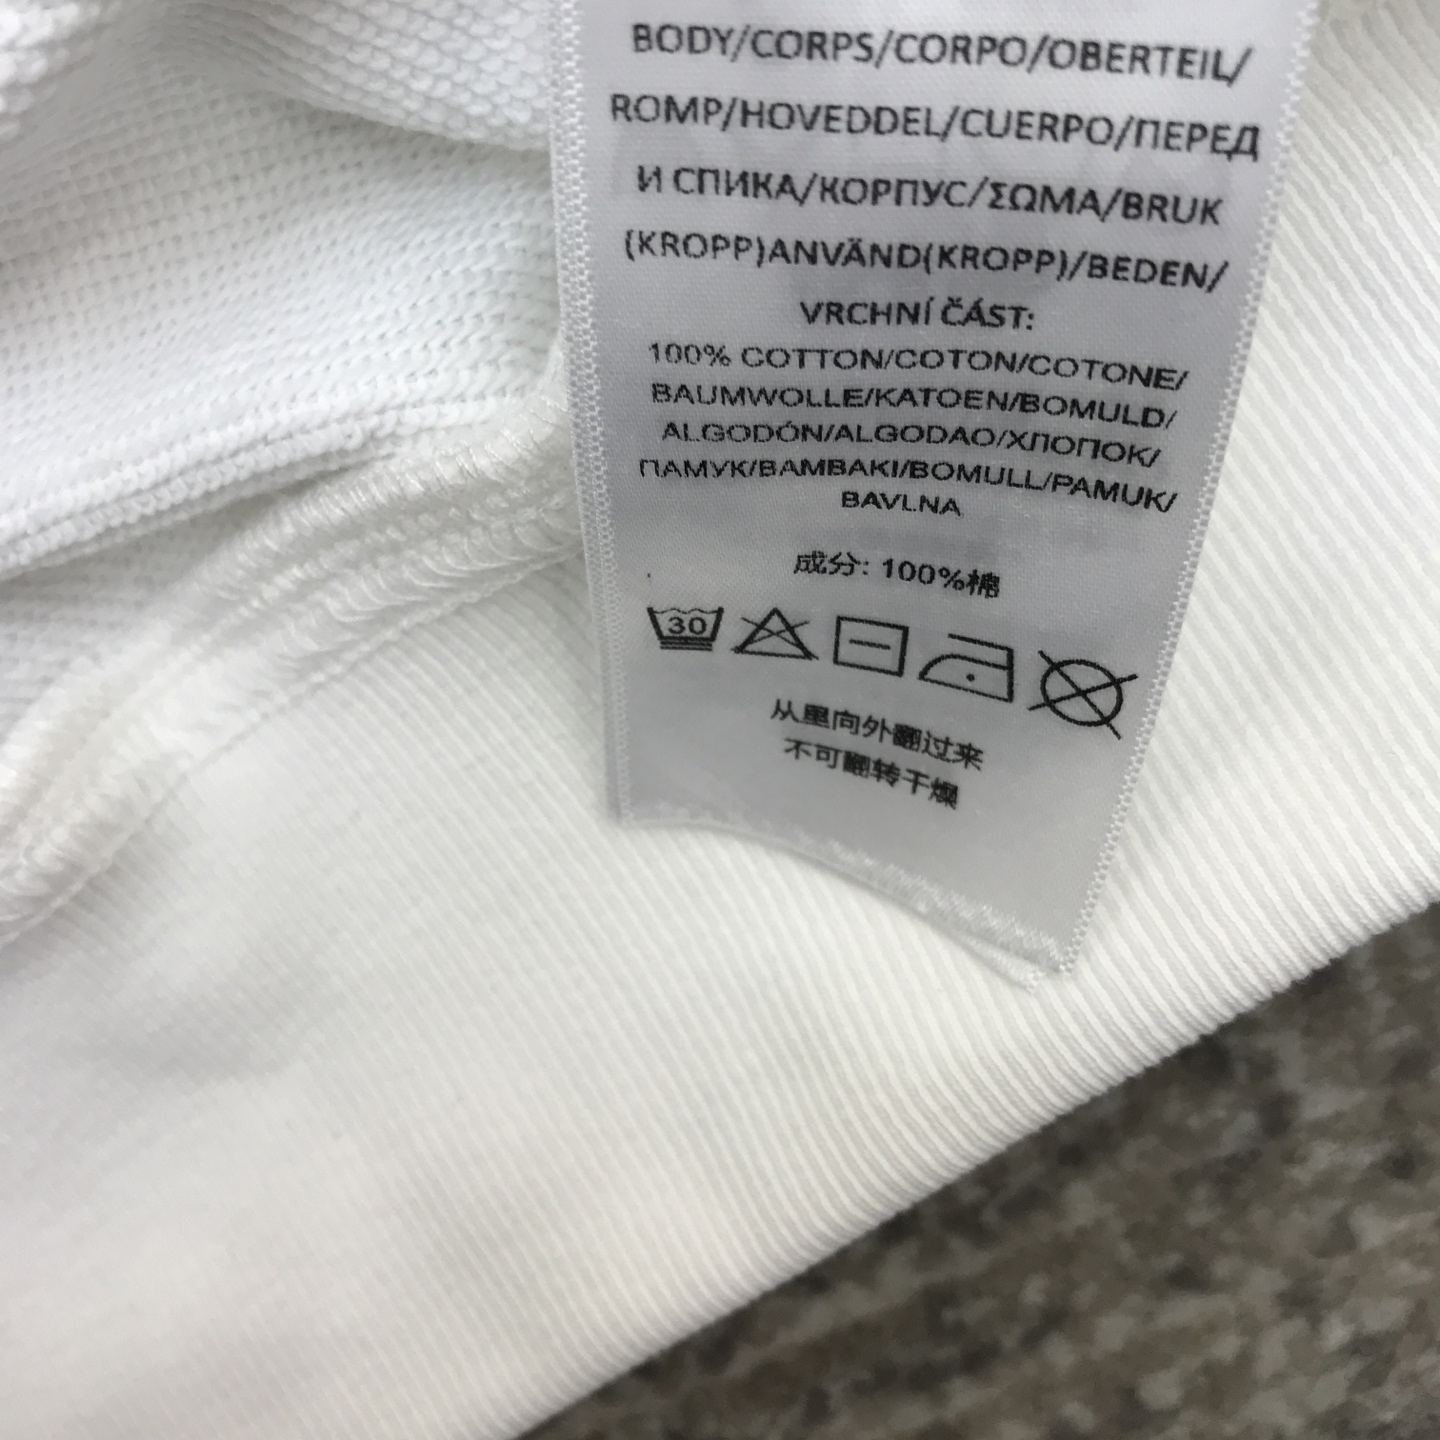 BODY/CORPS/CORPO/OBERTEIL/
ROMP/HOVEDDEL/CUERPO/ПЕРЕД
И СПИКА/КОРПУС/ΣΩΜΑ/BRUK
(KROPP)ANVÄND(KROPP)/BEDEN/
VRCHNÍ ČÁST:
100% COTTON/COTON/COTONE/
BAUMWOLLE/KATOEN/BOMULD/
ALGODÓN/ALGODAO/ХЛОПОК/
ПАМУК/BAMBAKI/BOMULL/PAMUK/
BAVLNA
成分: 100%棉
30
从里向外翻过来
不可翻转干燥